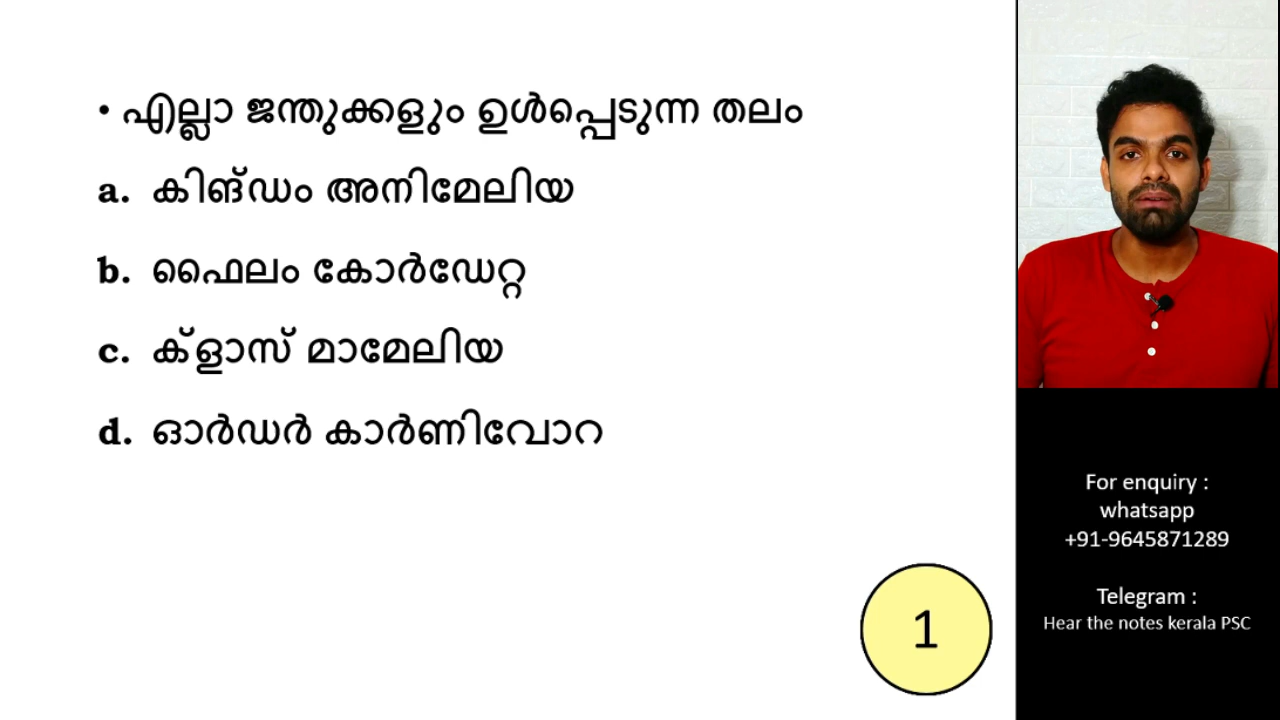 • എല്ലാ ജന്തുക്കളും ഉൾപ്പെടുന്ന തലം
a. കിങ്ഡം അനിമേലിയ
b. ഫൈലം കോർഡേറ്റ
c. ക്ളാസ് മാമേലിയ
d. ഓർഡർ കാർണിവോറ
1
For enquiry :
whatsapp
+91-9645871289
Telegram :
Hear the notes kerala PSC